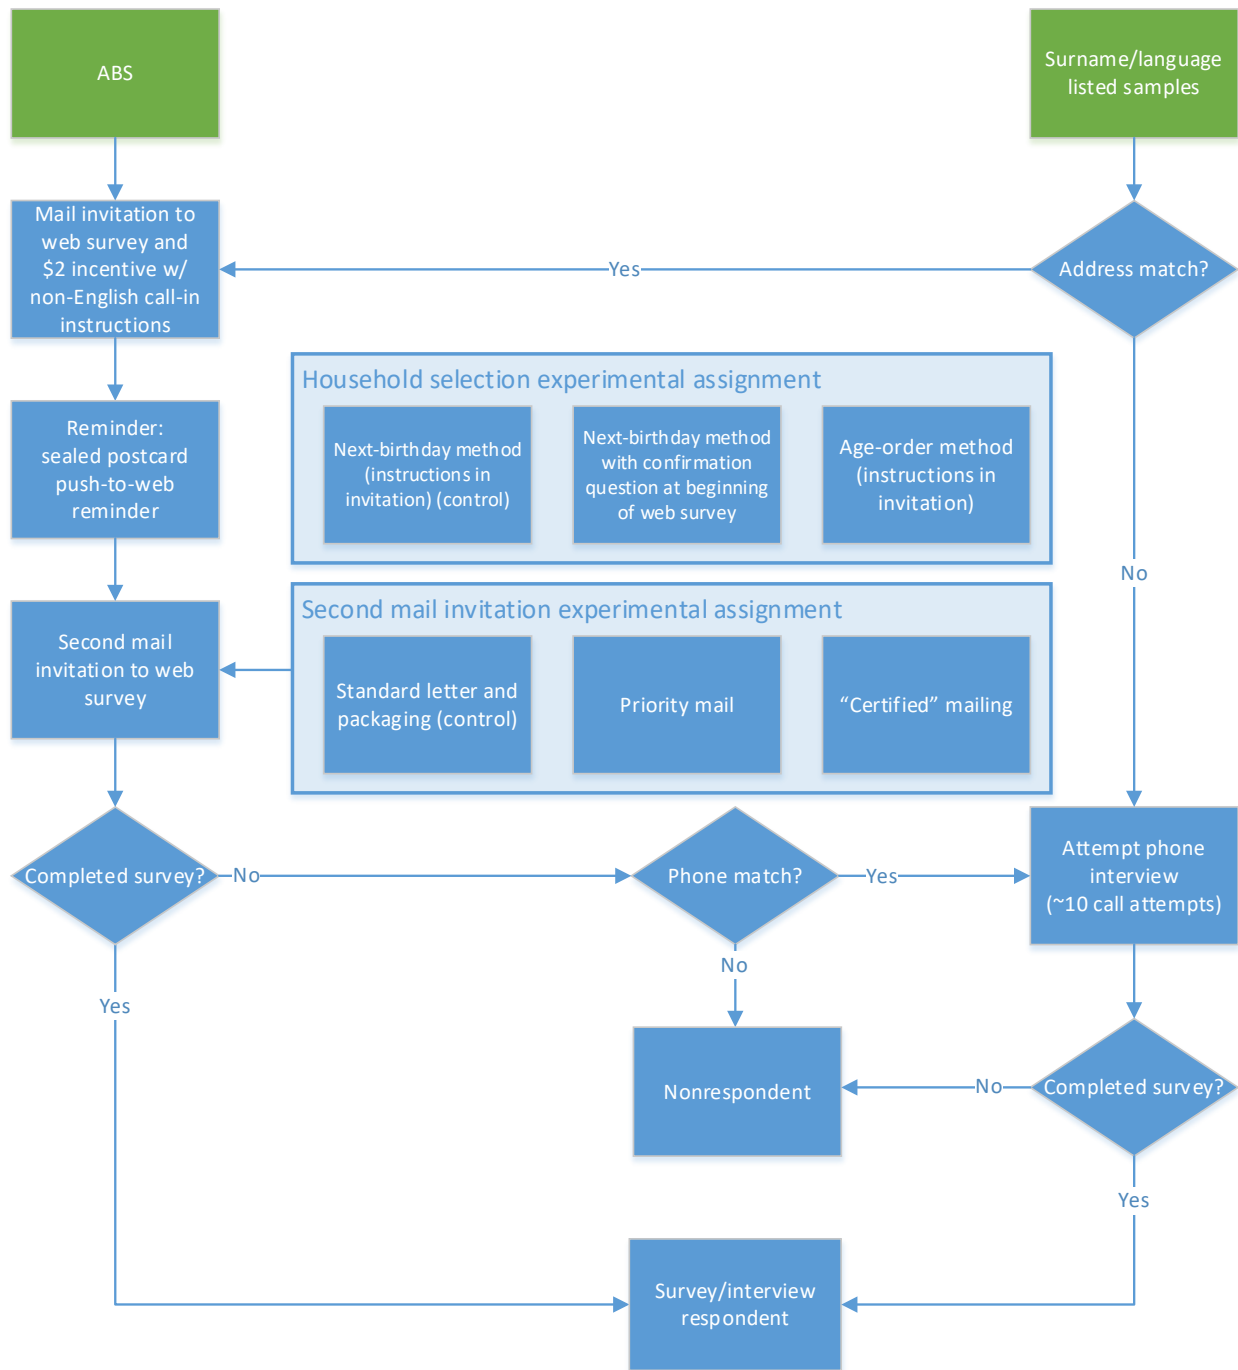 ABS
Surname/language
listed samples
Mail invitation to
web survey and
$2 incentive w/
non-English call-in
instructions
Yes
Address match?
Household selection experimental assignment
Next-birthday method
(instructions in
invitation) (control)
Next-birthday method
with confirmation
question at beginning
of web survey
Age-order method
(instructions in
invitation)
Reminder:
sealed postcard
push-to-web
reminder
No
Second mail invitation experimental assignment
Standard letter and
packaging (control)
Priority mail
“Certified” mailing
Second mail
invitation to web
survey
Completed survey?
No
Phone match?
Yes
Attempt phone
interview
(~10 call attempts)
No
Yes
Nonrespondent
No
Completed survey?
Yes
Survey/interview
respondent